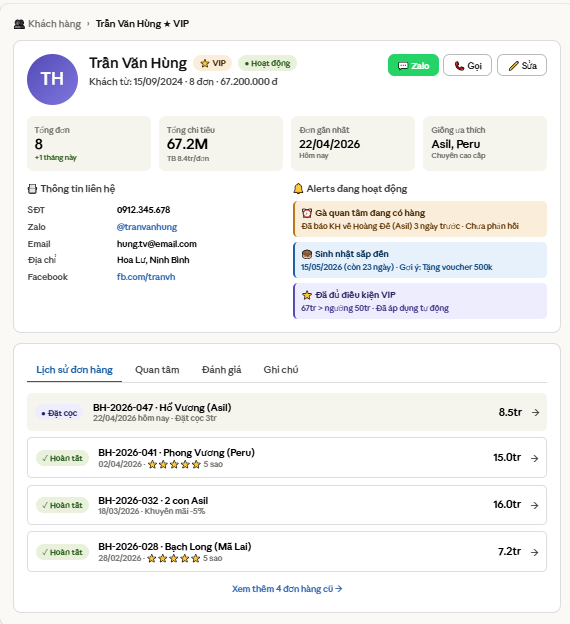 Khách hàng › Trần Văn Hùng ★ VIP
TH
Trần Văn Hùng ⭐ VIP • Hoạt động
Khách từ: 15/09/2024 · 8 đơn · 67.200.000 đ
Zalo
Gọi
Sửa
Tổng đơn
8
+1 tháng này
Tổng chi tiêu
67.2M
TB 8.4tr/đơn
Đơn gần nhất
22/04/2026
Hôm nay
Giống ưa thích
Asil, Peru
Chuyên cao cấp
Thông tin liên hệ
SĐT 0912.345.678
Zalo @tranvanhung
Email hung.tv@email.com
Địa chỉ Hoa Lư, Ninh Bình
Facebook fb.com/tranvh
Alerts đang hoạt động
Gà quan tâm đang có hàng
Đã báo KH về Hoàng Đế (Asil) 3 ngày trước · Chưa phản hồi
Sinh nhật sắp đến
15/05/2026 (còn 23 ngày) · Gợi ý: Tặng voucher 500k
Đã đủ điều kiện VIP
67tr > ngưỡng 50tr · Đã áp dụng tự động
Lịch sử đơn hàng Quan tâm Đánh giá Ghi chú
• Đặt cọc
BH-2026-047 · Hổ Vương (Asil)
22/04/2026 hôm nay · Đặt cọc 3tr
8.5tr →
✓ Hoàn tất
BH-2026-041 · Phong Vương (Peru)
02/04/2026 · ⭐⭐⭐⭐⭐ 5 sao
15.0tr →
✓ Hoàn tất
BH-2026-032 · 2 con Asil
18/03/2026 · Khuyến mãi -5%
16.0tr →
✓ Hoàn tất
BH-2026-028 · Bạch Long (Mã Lai)
28/02/2026 · ⭐⭐⭐⭐⭐ 5 sao
7.2tr →
Xem thêm 4 đơn hàng cũ →